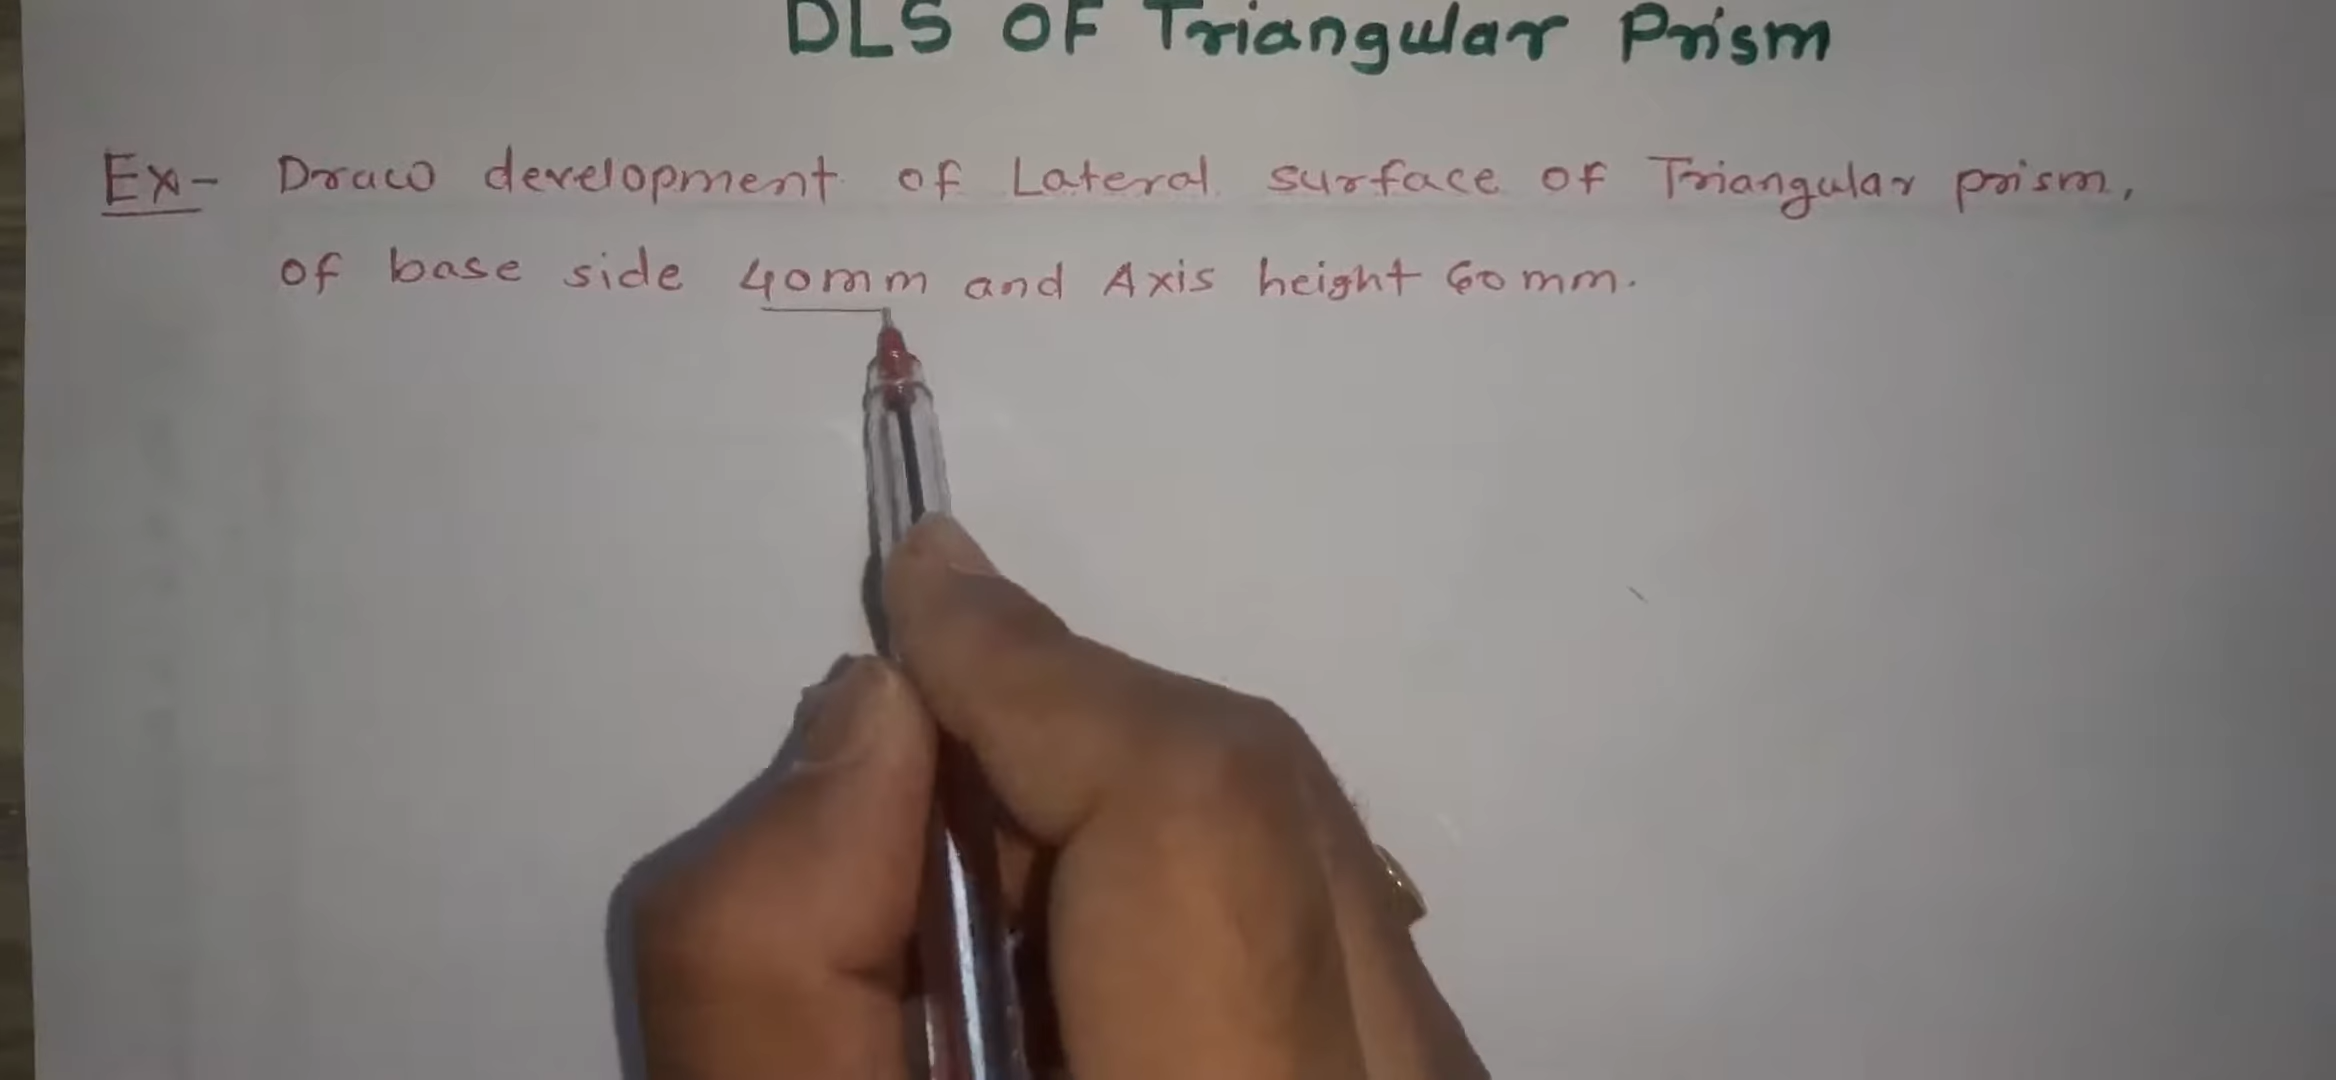 DLS OF Triangular Prism
Ex- Draw development of Lateral surface of Triangular prism,
of base side 40mm and Axis height 60mm.